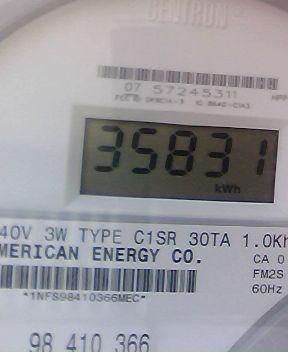 CENTRON®
07 57245311
35831
kWh
40V 3W TYPE C1SR 30TA 1.0Kh
MERICAN ENERGY CO.
CA 0
FM2S
*1NFS98410366MEC*
60Hz
98 410 366